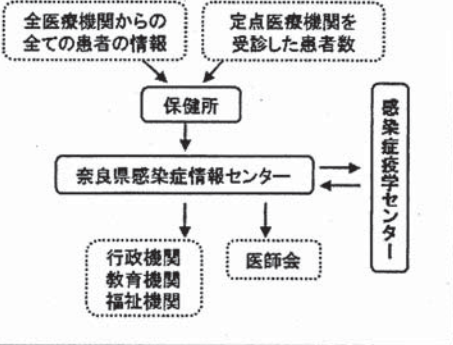 全医療機関からの
全ての患者の情報
定点医療機関を
受診した患者数
保健所
奈良県感染症情報センター
感染症疫学センター
行政機関
教育機関
福祉機関
医師会